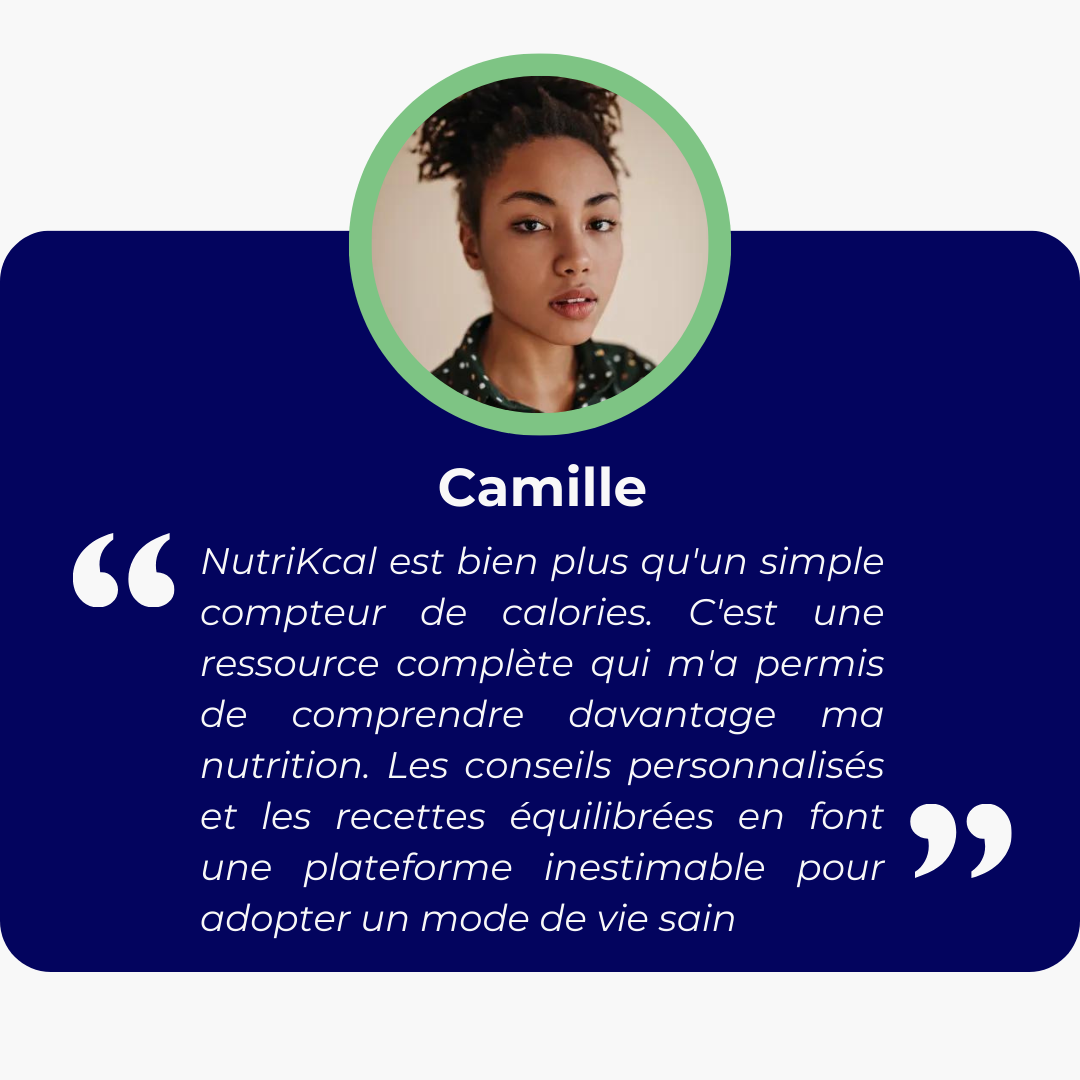 Camille
NutriKcal est bien plus qu'un simple
compteur de calories. C'est une
ressource complète qui m'a permis
de comprendre davantage ma
nutrition. Les conseils personnalisés
et les recettes équilibrées en font
une plateforme inestimable pour
adopter un mode de vie sain